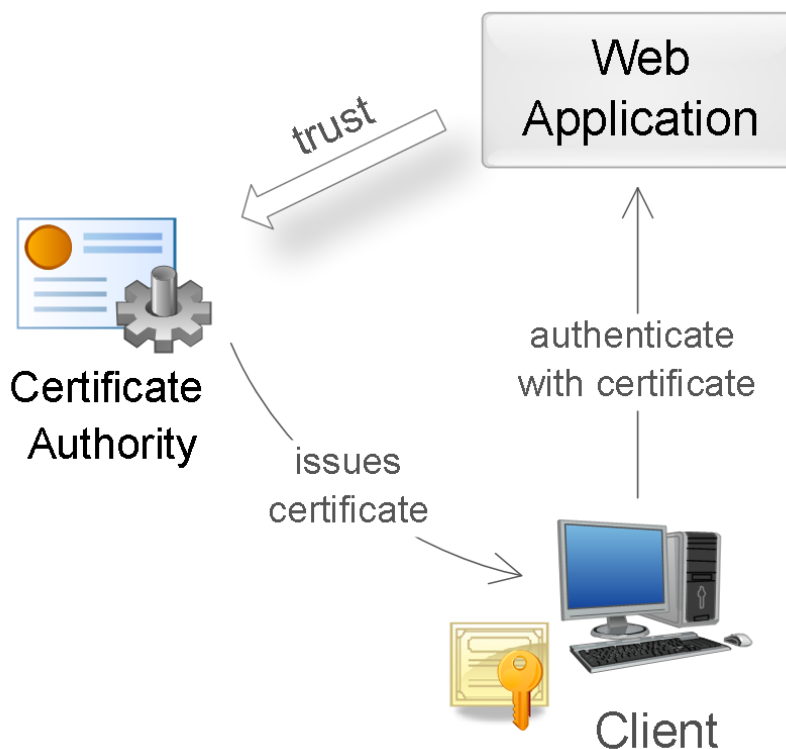 Web
Application
trust
Certificate
Authority
authenticate
with certificate
issues
certificate
Client